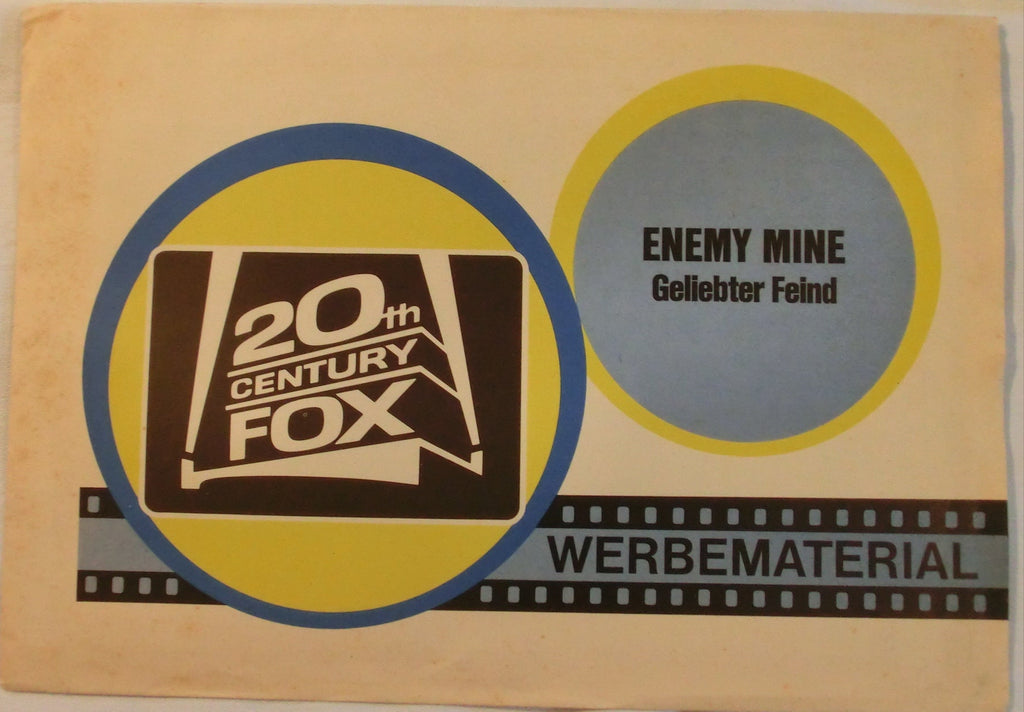 20th
CENTURY
FOX
ENEMY MINE
Geliebter Feind
WERBEMATERIAL